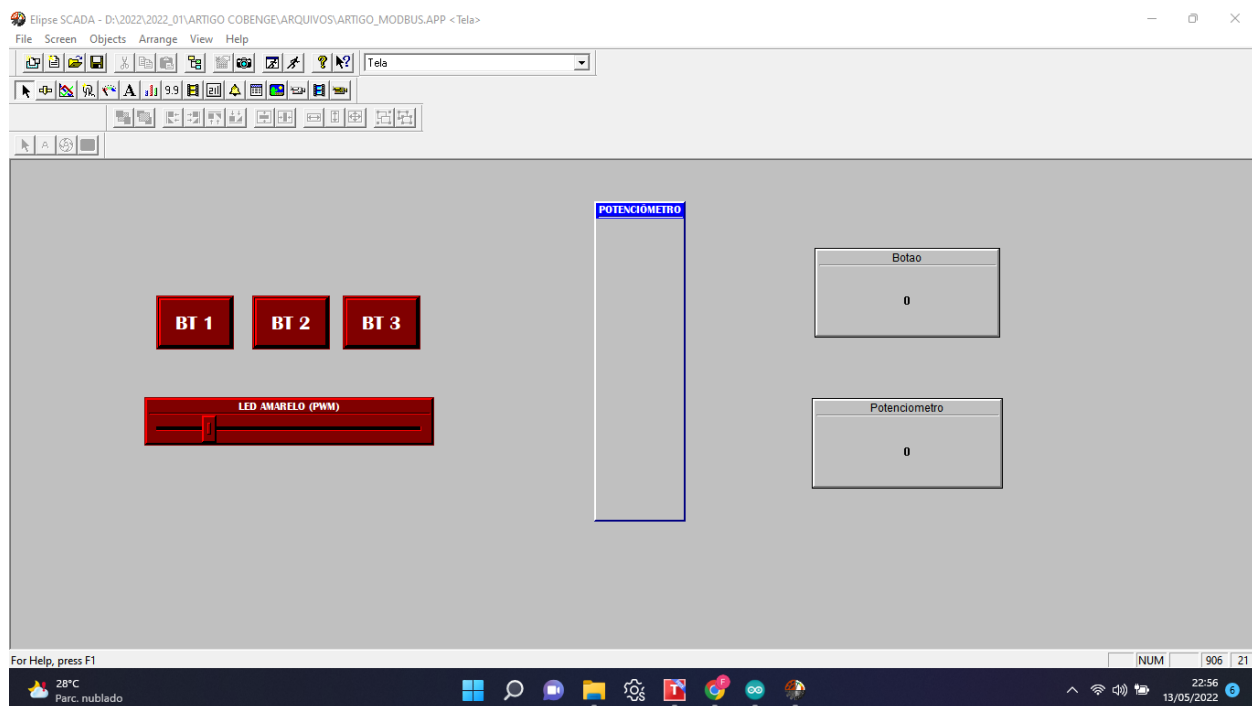 Elipse SCADA - D:\2022\2022_01\ARTIGO COBENGE\ARQUIVOS\ARTIGO_MODBUS.APP <Tela>
File Screen Objects Arrange View Help
Tela
A 9.9
A
POTENCIÔMETRO
Botao
0
BT 1 BT 2 BT 3
LED AMARELO (PWM)
Potenciometro
0
For Help, press F1
NUM 906 21
28°C
Parc. nublado
22:56
13/05/2022
6